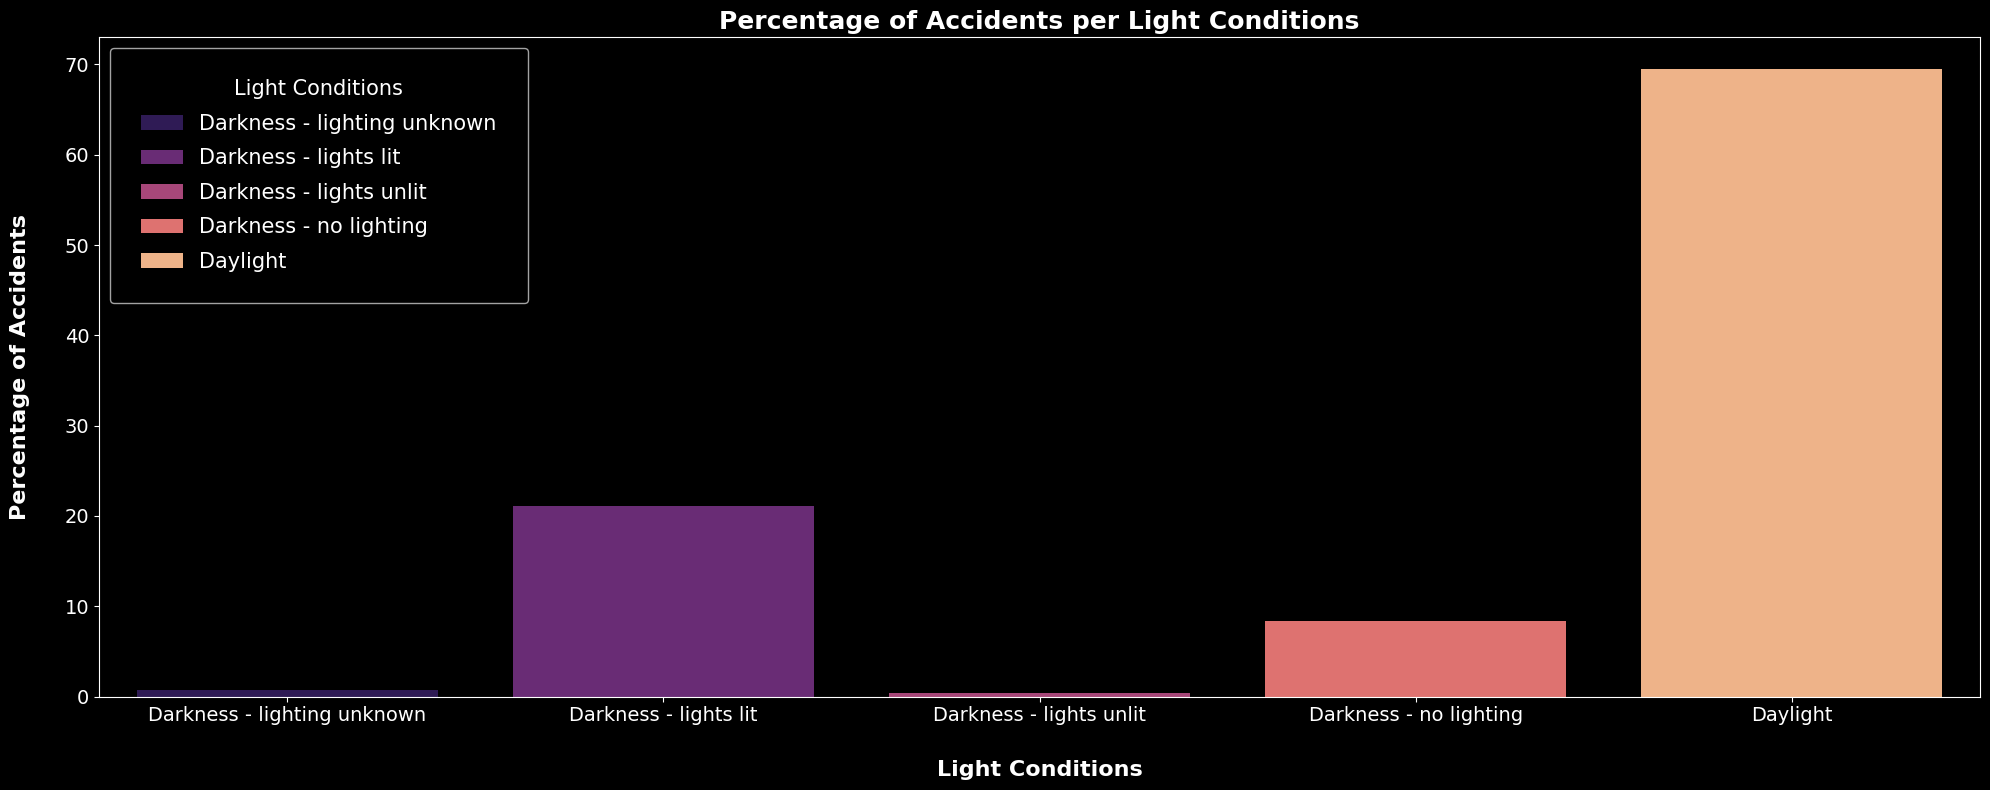 Percentage of Accidents per Light Conditions
Light Conditions
Darkness - lighting unknown
Darkness - lights lit
Darkness - lights unlit
Darkness - no lighting
Daylight
Percentage of Accidents
70
60
50
40
30
20
10
0
Darkness - lighting unknown Darkness - lights lit Darkness - lights unlit Darkness - no lighting Daylight
Light Conditions